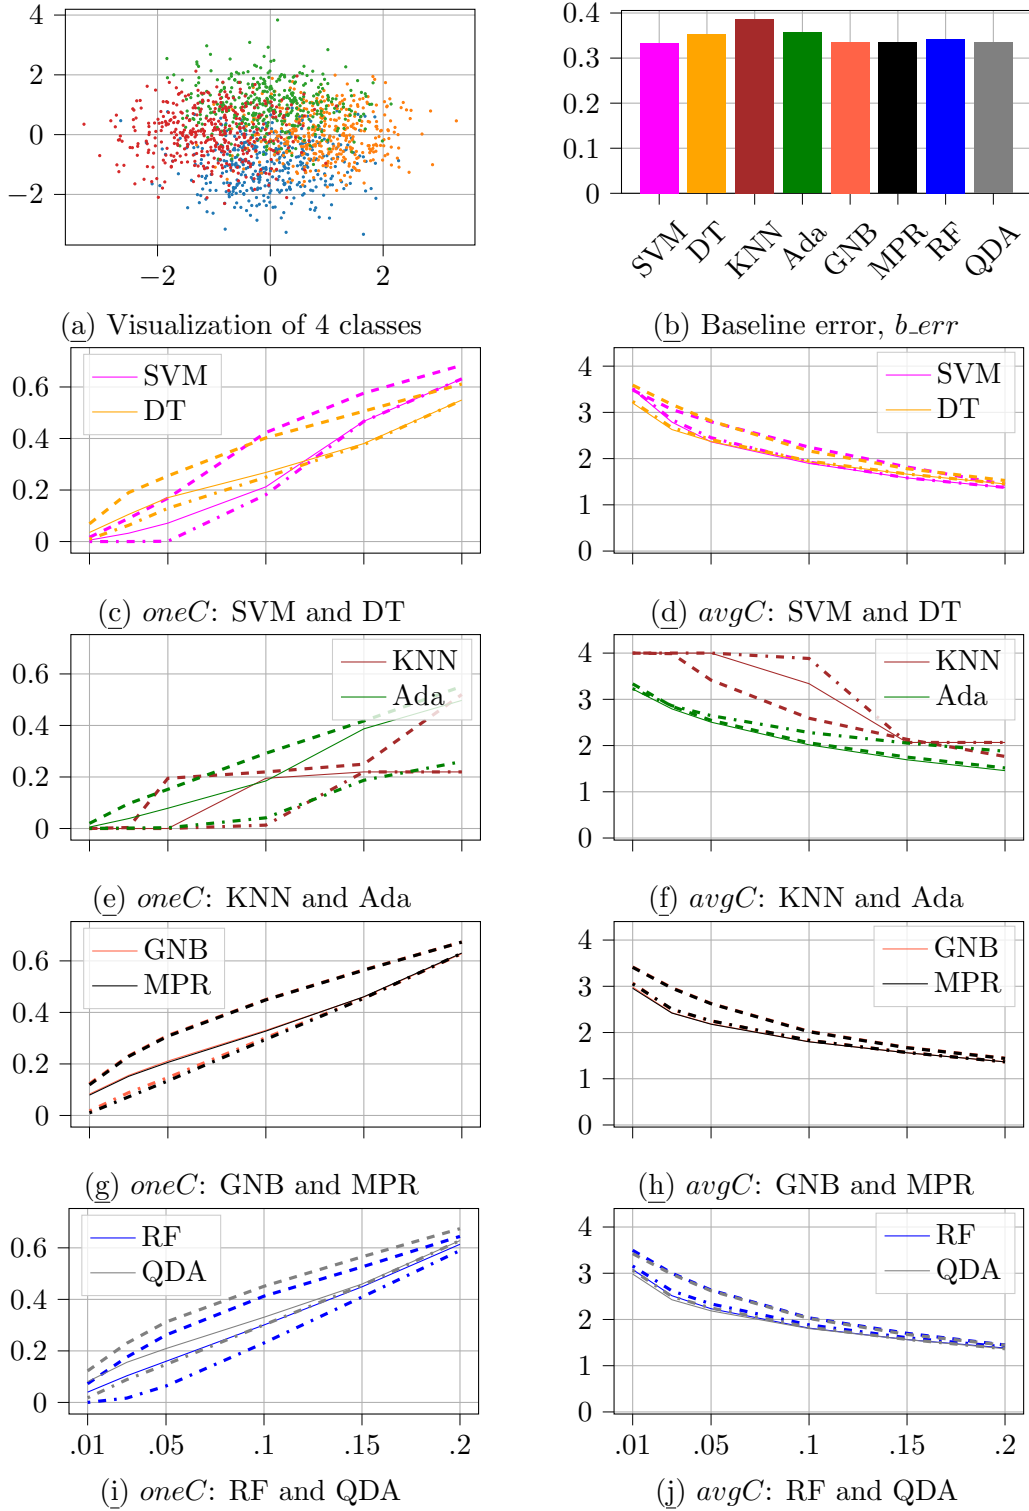 4
2
0
−2
−2 0 2
(a) Visualization of 4 classes
0.4
0.3
0.2
0.1
0
SVM DT KNN Ada GNB MPR RF QDA
(b) Baseline error, b_err
0.6
0.4
0.2
0
SVM
DT
(c) oneC: SVM and DT
4
3
2
1
0
SVM
DT
(d) avgC: SVM and DT
0.6
0.4
0.2
0
KNN
Ada
(e) oneC: KNN and Ada
4
3
2
1
0
KNN
Ada
(f) avgC: KNN and Ada
0.6
0.4
0.2
0
GNB
MPR
(g) oneC: GNB and MPR
4
3
2
1
0
GNB
MPR
(h) avgC: GNB and MPR
0.6
0.4
0.2
0
RF
QDA
.01 .05 .1 .2
(i) oneC: RF and QDA
4
3
2
1
0
RF
QDA
.01 .05 .1 .2
(j) avgC: RF and QDA